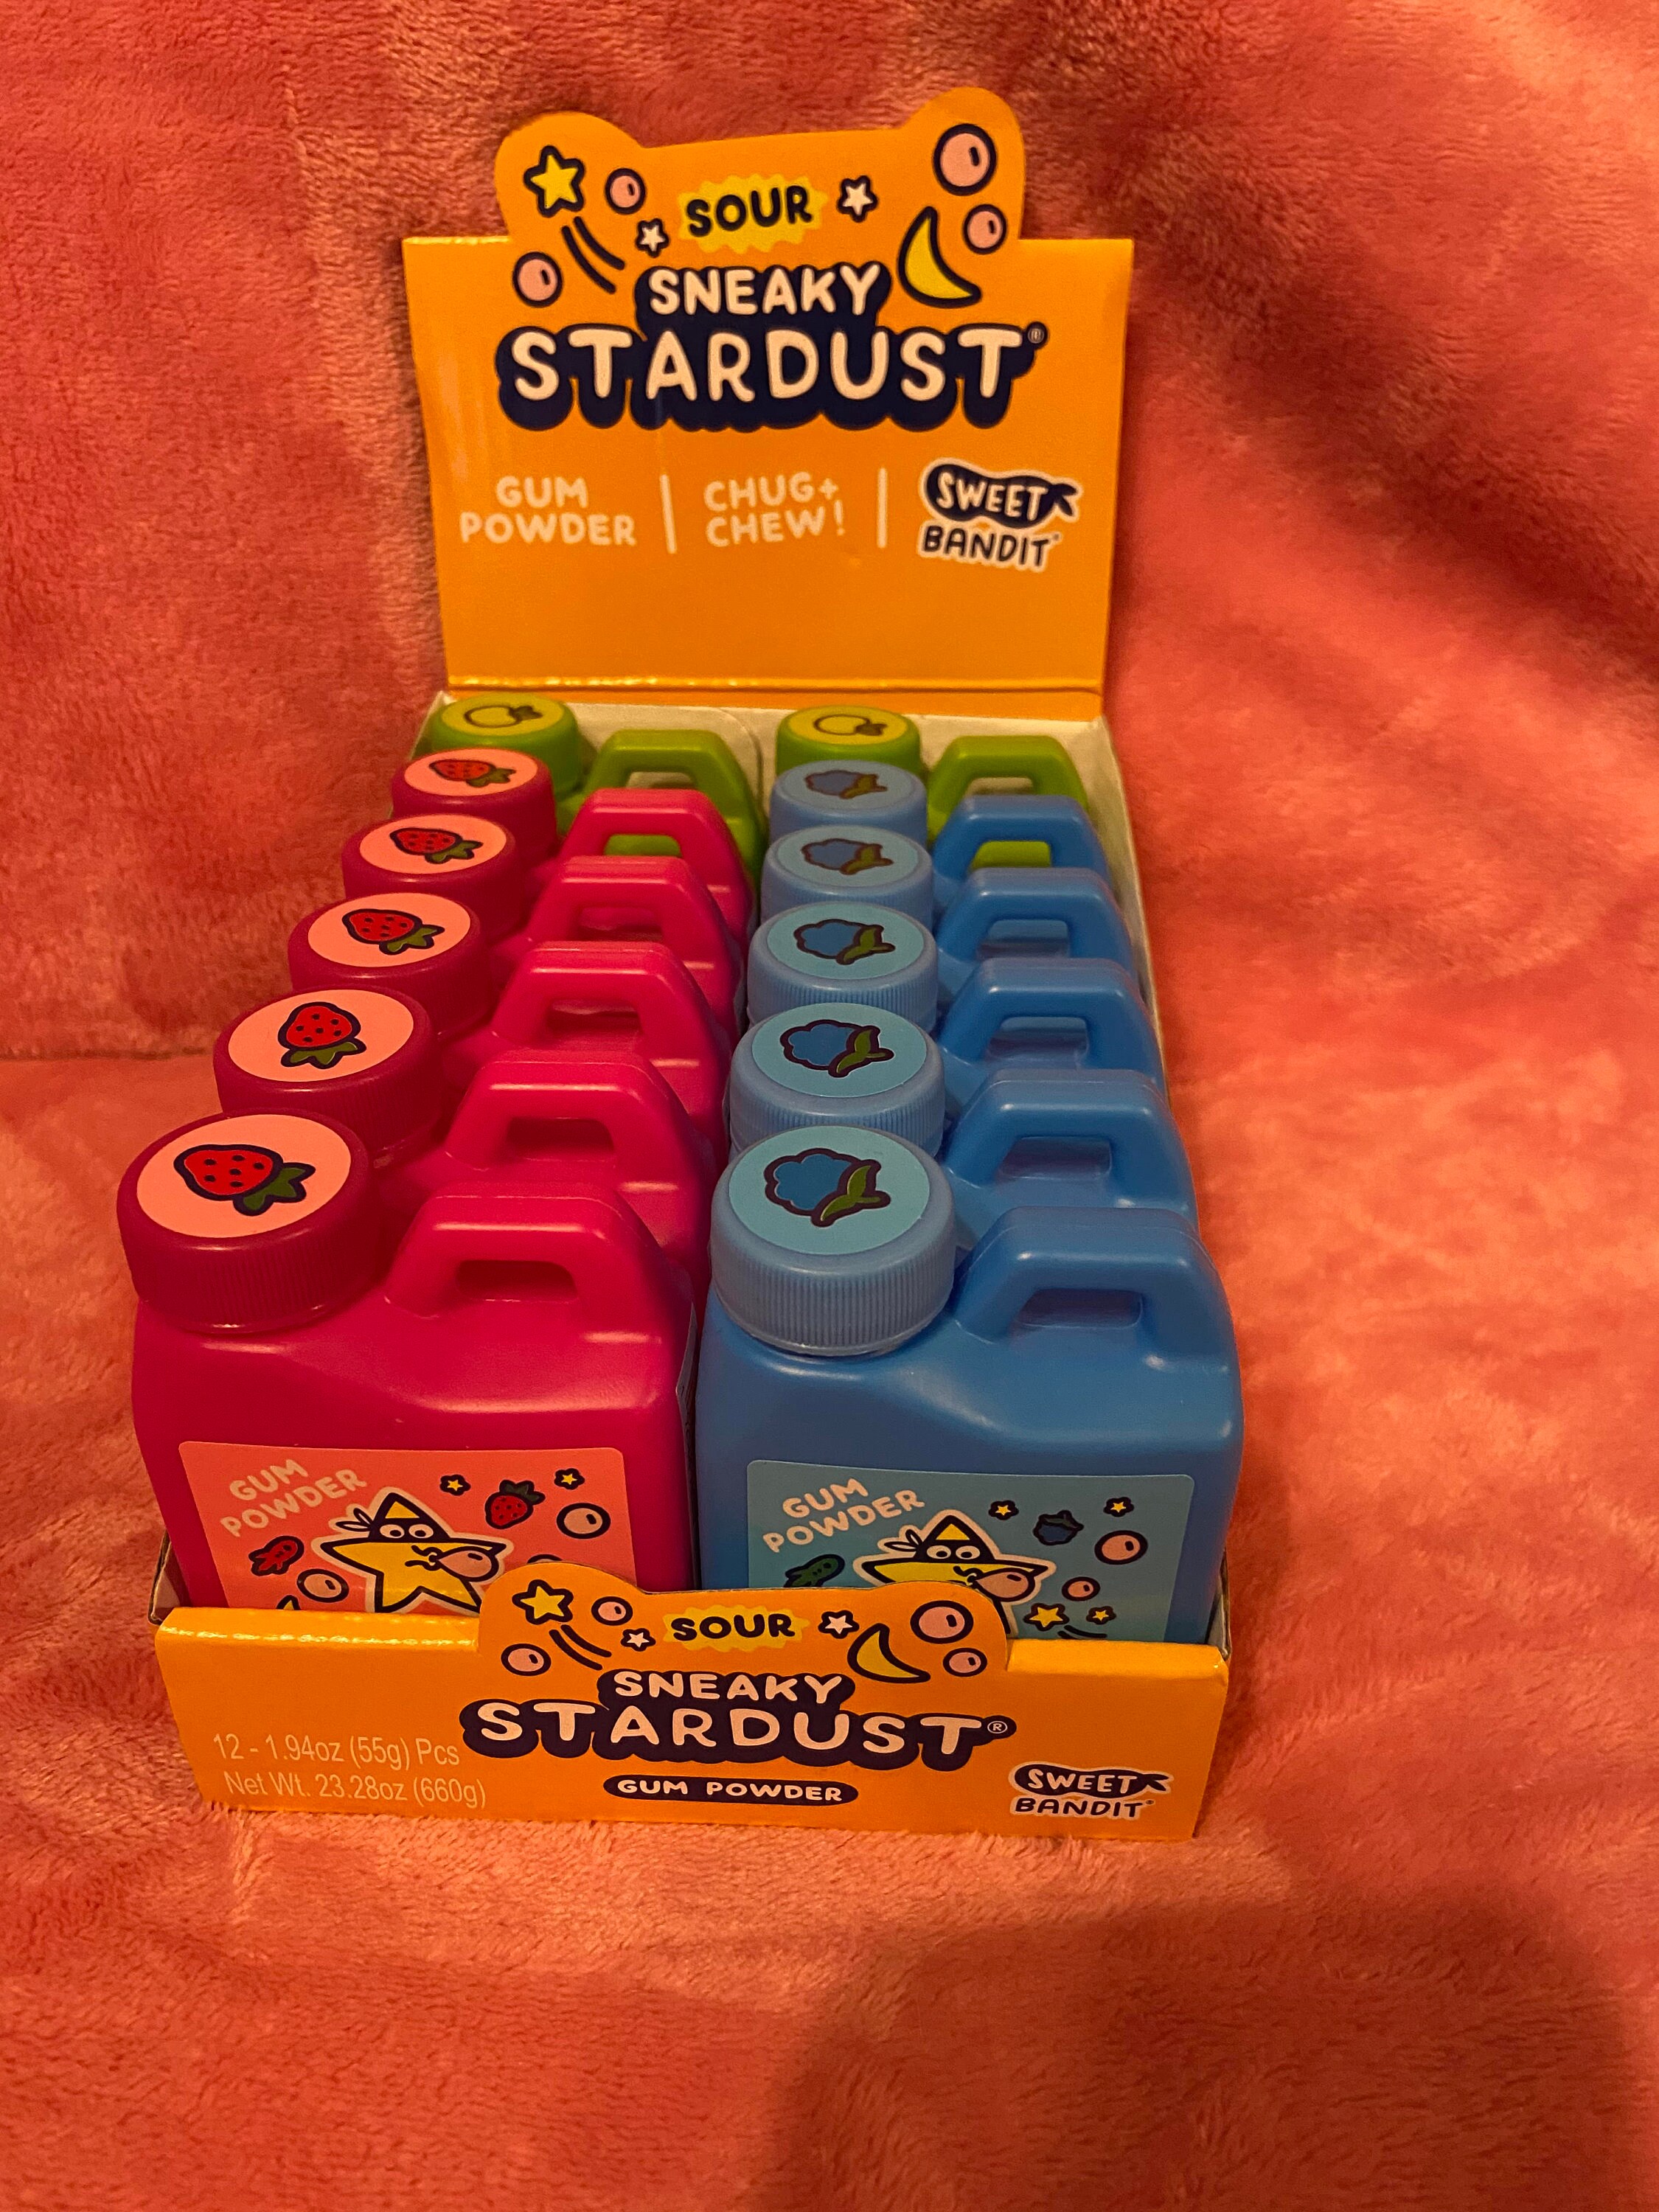 SOUR
SNEAKY
STARDUST®
GUM
POWDER
CHUG+
CHEW!
SWEET
BANDIT
GUM
POWDER
GUM
POWDER
SOUR
SNEAKY
STARDUST®
12 - 1.94oz (55g) Pcs
Net Wt. 23.28oz (660g)
GUM POWDER
SWEET
BANDIT